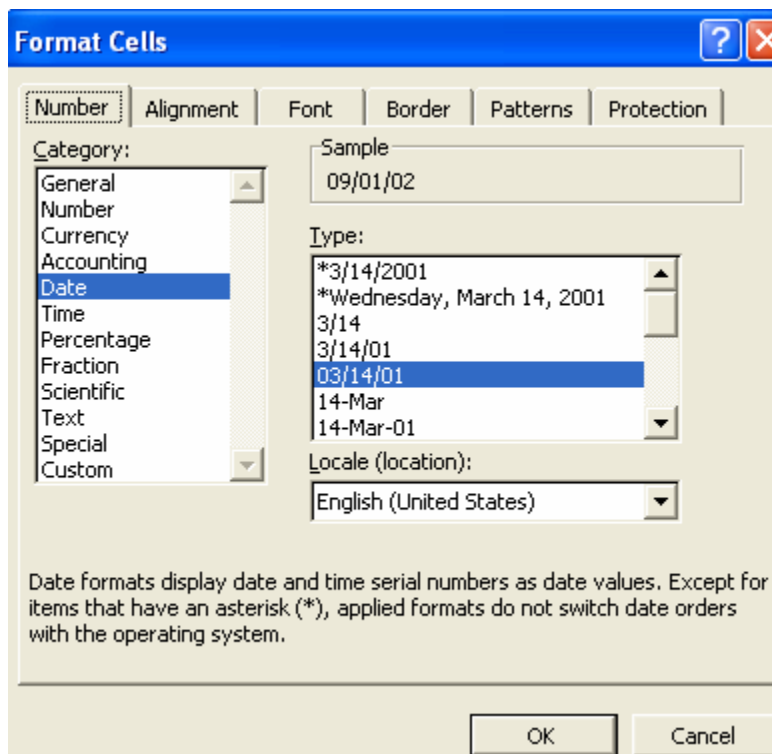 Format Cells
?
Number Alignment Font Border Patterns Protection
Category:
General
Number
Currency
Accounting
Date
Time
Percentage
Fraction
Scientific
Text
Special
Custom
Sample
09/01/02
Type:
*3/14/2001
*Wednesday, March 14, 2001
3/14
3/14/01
03/14/01
14-Mar
14-Mar-01
Locale (location):
English (United States)
Date formats display date and time serial numbers as date values. Except for
items that have an asterisk (*), applied formats do not switch date orders
with the operating system.
OK Cancel